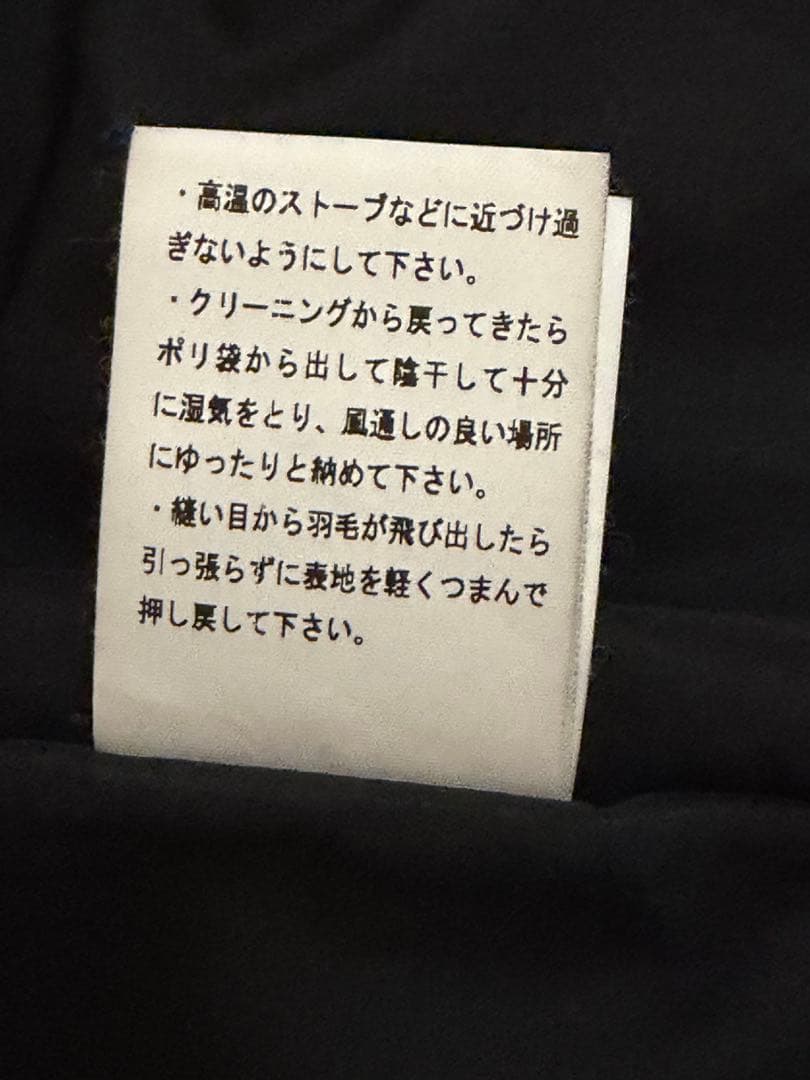 ・高温のストーブなどに近づけ過
ぎないようにして下さい。
・クリーニングから戻ってきたら
ポリ袋から出して陰干して十分
に湿気をとり、風通しの良い場所
にゆったりと納めて下さい。
・縫い目から羽毛が飛び出したら
引っ張らずに表地を軽くつまんで
押し戻して下さい。